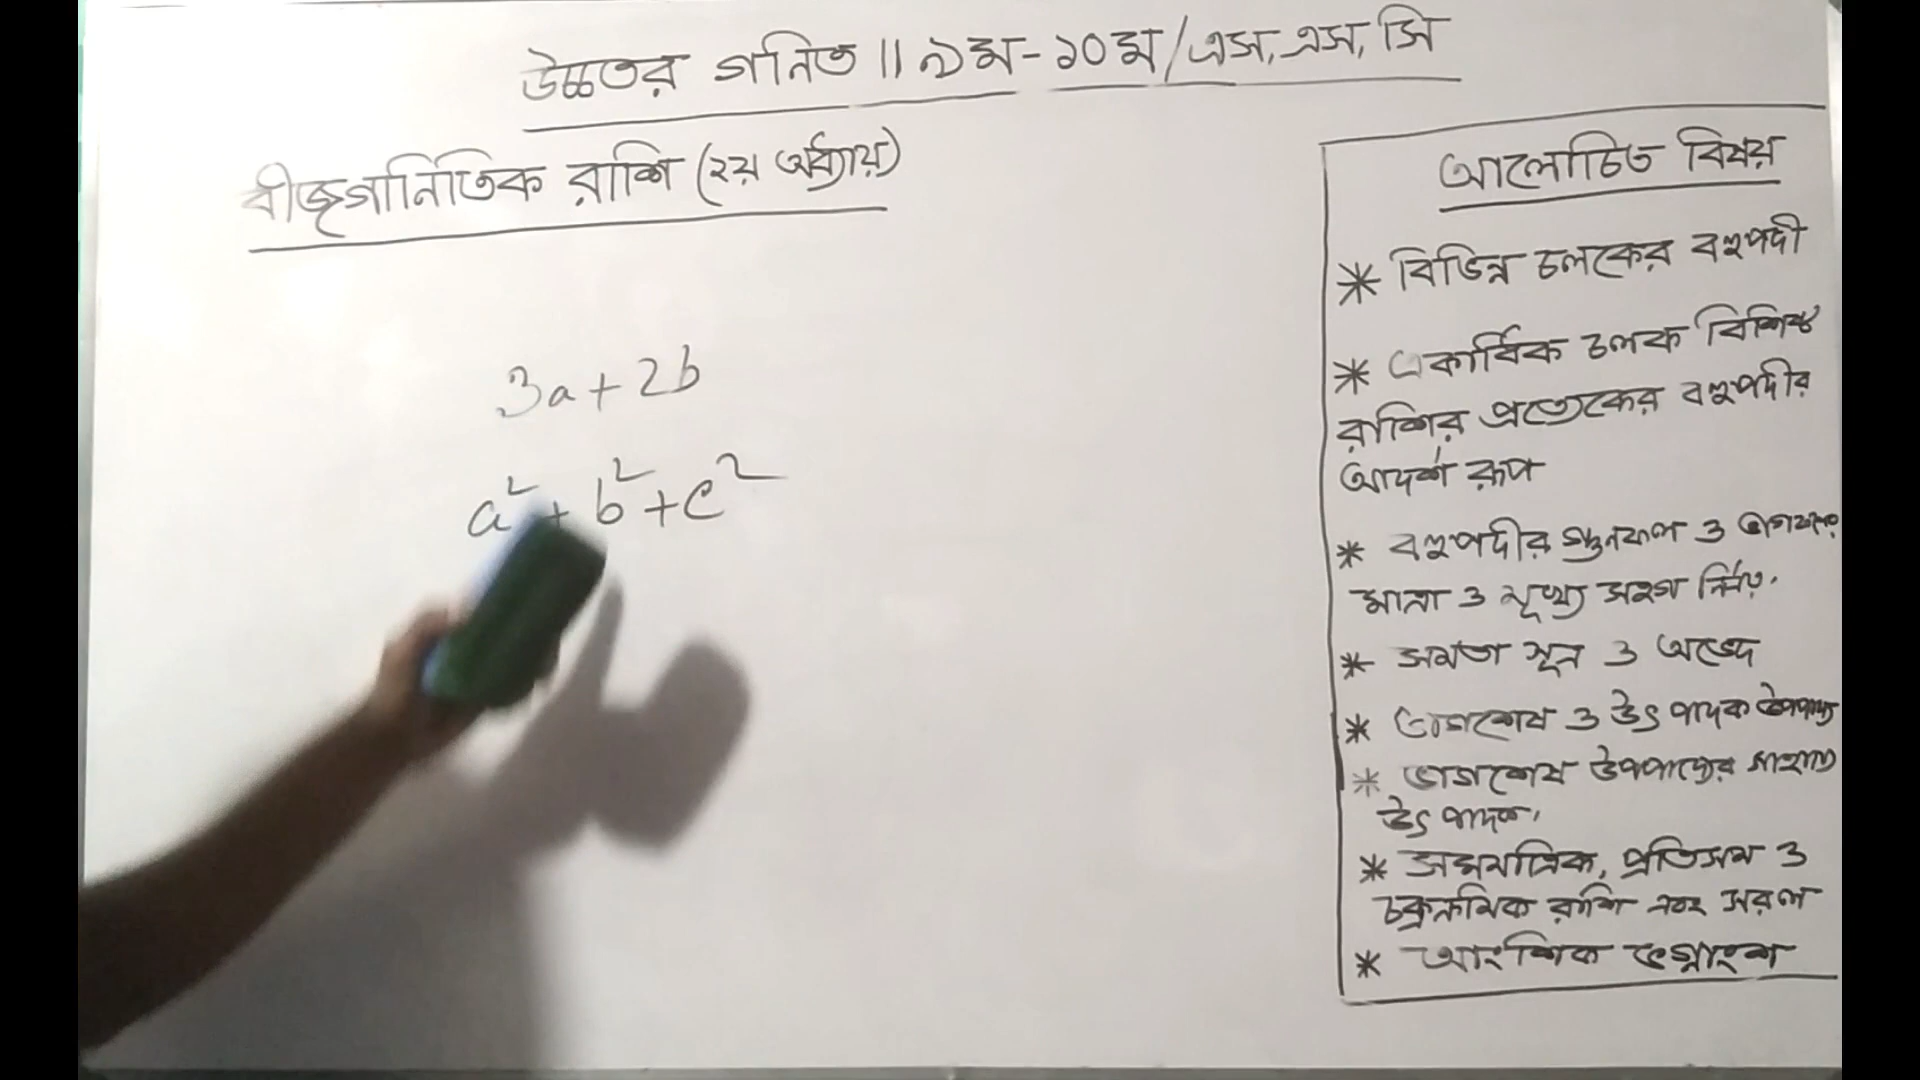 উচ্চতর গনিত || ৯ম-১০ম/এস,এস,সি
বীজগানিতিক রাশি (২য় অধ্যায়)
3a+2b
a²+b²+c²
আলোচিত বিষয়
* বিভিন্ন চলকের বহুপদী
* একাধিক চলক বিশিষ্ট
রাশির প্রত্যেকের বহুপদীর
আদর্শ রূপ
* বহুপদীর গুনফল ও ভাগফল
মাত্রা ও মূখ্য সহগ নির্ণয়.
* সমতা সূত্র ও অভেদ
* ভাগশেষ ও উৎপাদক উপপাদ্য
* ভাগশেষ উপপাদ্যের সাহায্যে
উৎপাদক,
* সমমাত্রিক, প্রতিসম ও
চক্রক্রমিক রাশি এবং সরল
* আংশিক ভগ্নাংশ